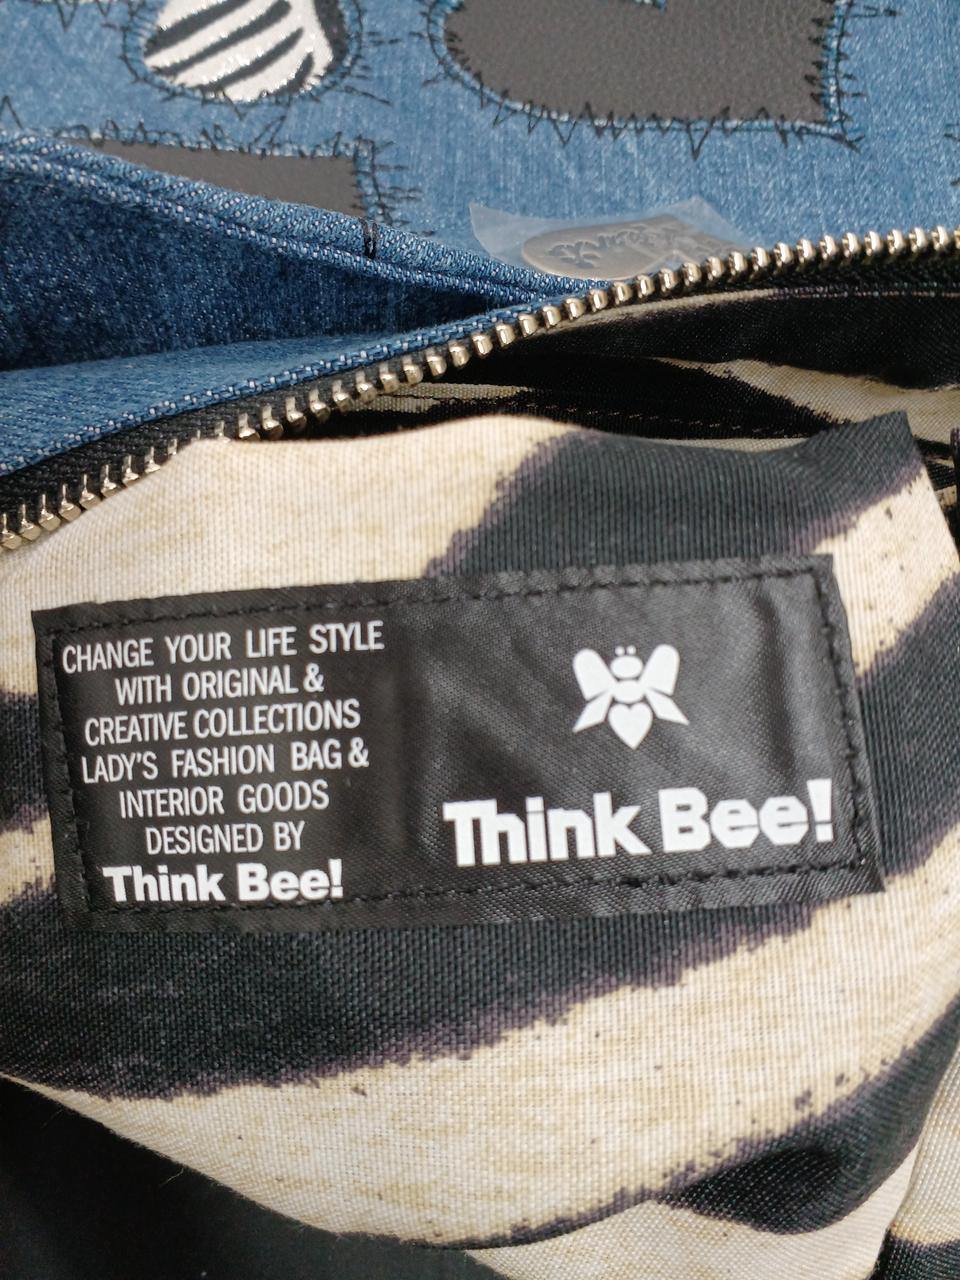 CHANGE YOUR LIFE STYLE
WITH ORIGINAL &
CREATIVE COLLECTIONS
LADY'S FASHION BAG &
INTERIOR GOODS
DESIGNED BY
Think Bee!
Think Bee!